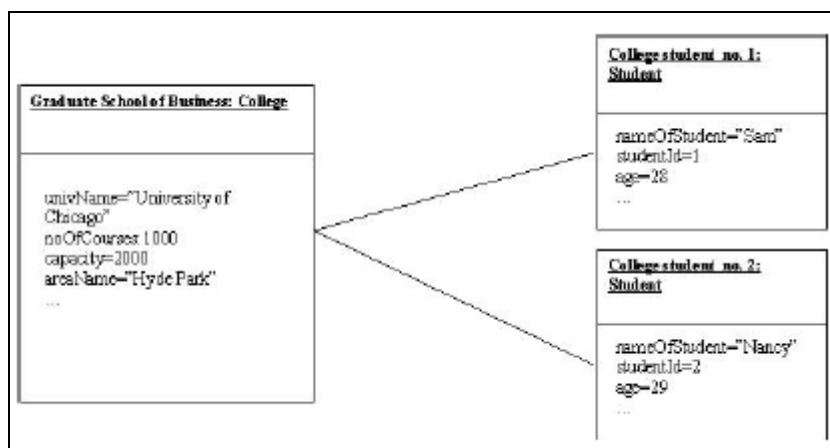 Graduate School of Business: College
univName="University of
Chicago"
noOfCourses 1000
capacity=2000
areaName="Hyde Park"
...
College student no. 1:
Student
nameOfStudent="Sam"
studentId=1
age=28
...
College student no. 2:
Student
nameOfStudent="Nancy"
studentId=2
age=29
...